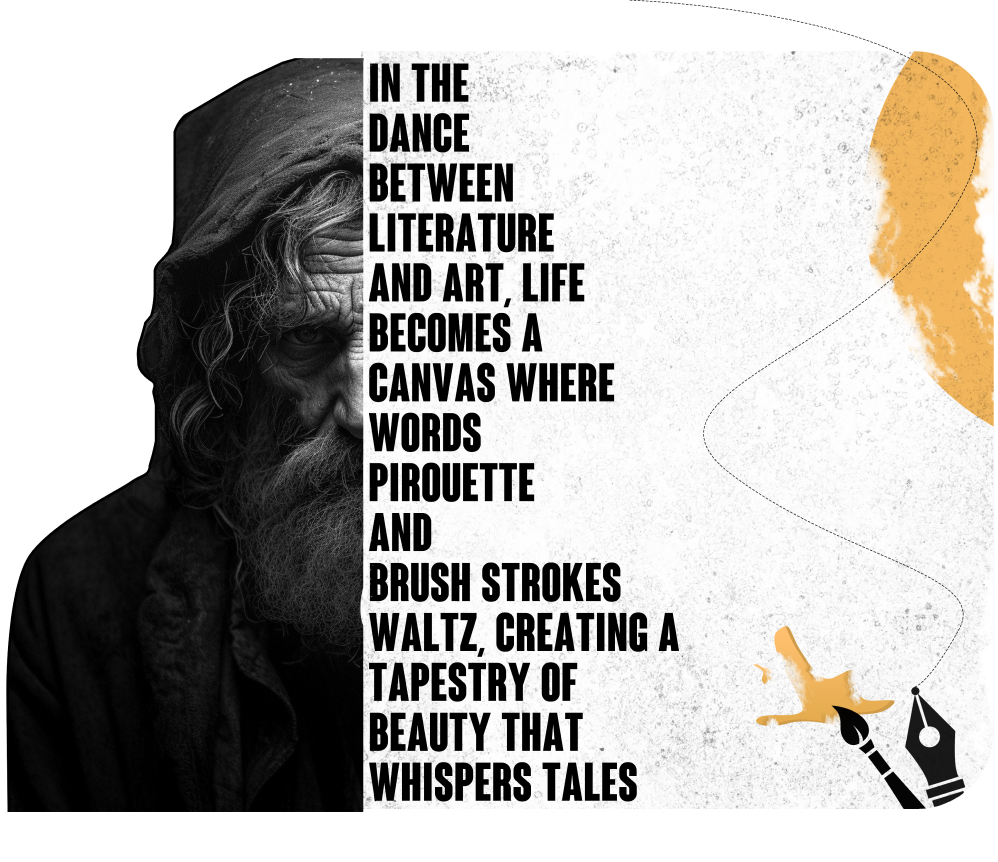 IN THE
DANCE
BETWEEN
LITERATURE
AND ART, LIFE
BECOMES A
CANVAS WHERE
WORDS
PIROUETTE
AND
BRUSH STROKES
WALTZ, CREATING A
TAPESTRY OF
BEAUTY THAT
WHISPERS TALES